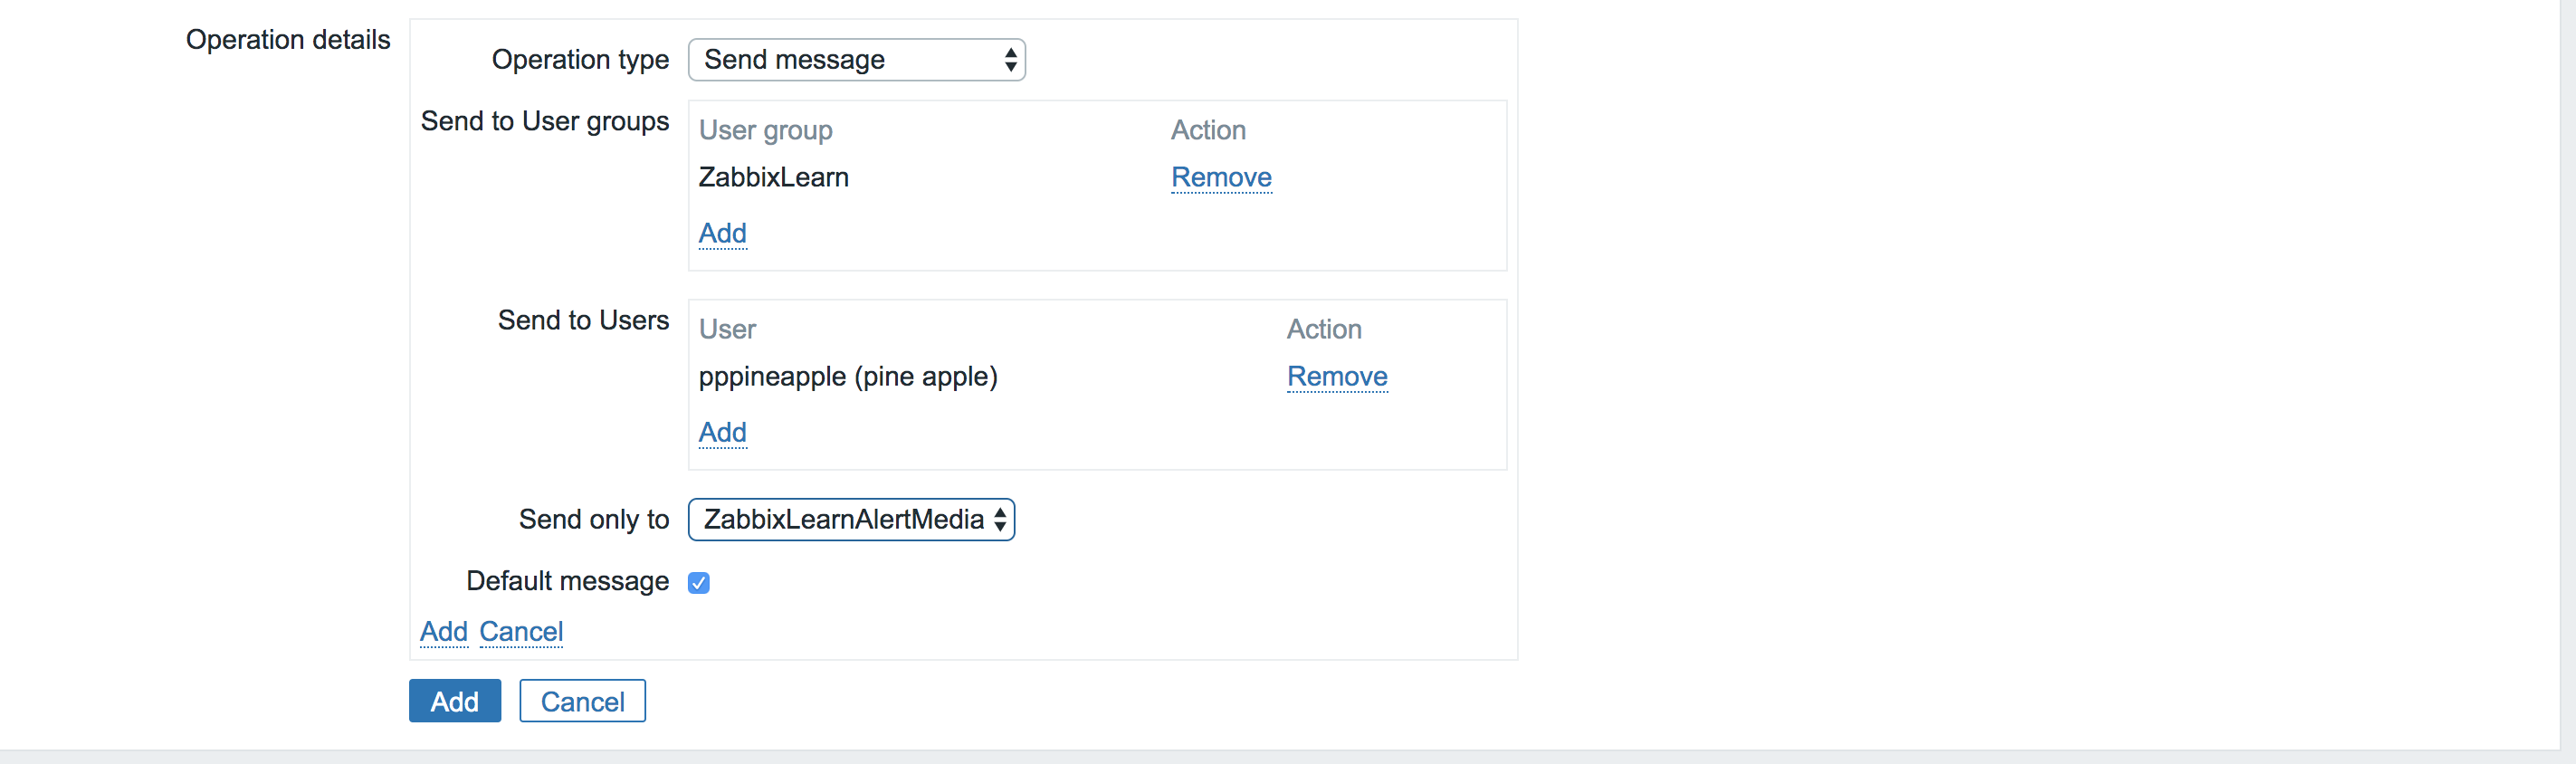 Operation details
Operation type Send message
Send to User groups User group Action
ZabbixLearn Remove
Add
Send to Users User Action
pppineapple (pine apple) Remove
Add
Send only to ZabbixLearnAlertMedia
Default message
Add Cancel
Add Cancel